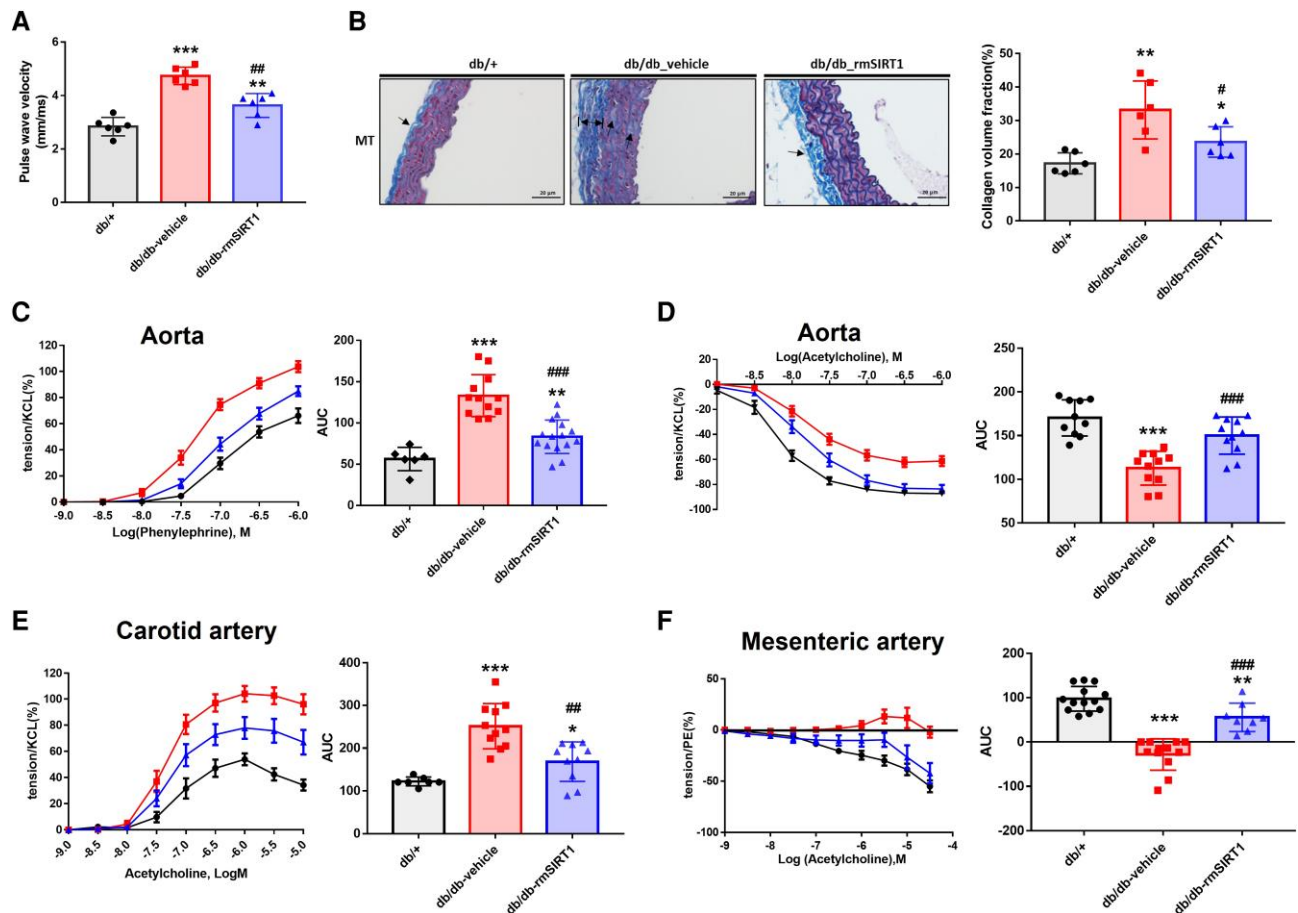 A
Pulse wave velocity
(mm/ms)
6
4
2
0
***
##
**
db/+
db/db-vehicle
db/db-rmSIRT1
B
db/+
db/db_vehicle
db/db_rmSIRT1
MT
20 μm
20 μm
20 μm
Collagen volume fraction(%)
50
40
30
20
10
0
**
#
*
db/+
db/db-vehicle
db/db-rmSIRT1
C
Aorta
tension/KCL(%)
120
100
80
60
40
20
0
-9.0
-8.5
-8.0
-7.5
-7.0
-6.5
-6.0
Log(Phenylephrine), M
AUC
200
150
100
50
0
***
###
**
db/+
db/db-vehicle
db/db-rmSIRT1
D
Aorta
Log(Acetylcholine), M
-8.5
-8.0
-7.5
-7.0
-6.5
-6.0
tension/KCL(%)
20
0
-20
-40
-60
-80
-100
AUC
250
200
150
100
50
***
###
db/+
db/db-vehicle
db/db-rmSIRT1
E
Carotid artery
tension/KCL(%)
120
100
80
60
40
20
0
-9.0
-8.5
-8.0
-7.5
-7.0
-6.5
-6.0
-5.5
-5.0
Acetylcholine, LogM
AUC
400
300
200
100
0
***
##
*
db/+
db/db-vehicle
db/db-rmSIRT1
F
Mesenteric artery
tension/PE(%)
50
0
-50
-100
-9
-8
-7
-6
-5
-4
Log (Acetylcholine),M
AUC
200
100
0
-100
-200
***
###
**
db/+
db/db-vehicle
db/db-rmSIRT1